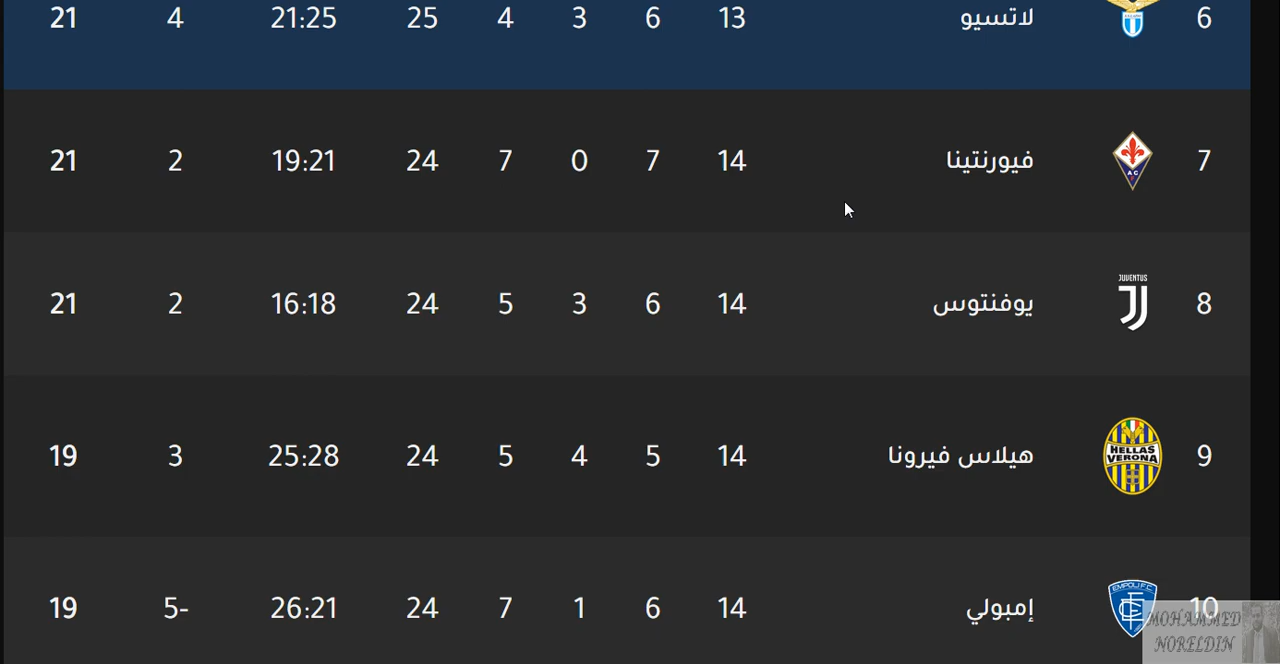 6 لاتسيو 13 6 3 4 25 21:25 4 21
7 فيورنتينا 14 7 0 7 24 19:21 2 21
8 يوفنتوس 14 6 3 5 24 16:18 2 21
9 هيلاس فيرونا 14 5 4 5 24 25:28 3 19
10 إمبولي 14 6 1 7 24 26:21 5- 19
JUVENTUS
HELLAS VERONA
EMPOLI F.C.
MOHAMMED
NORELDIN